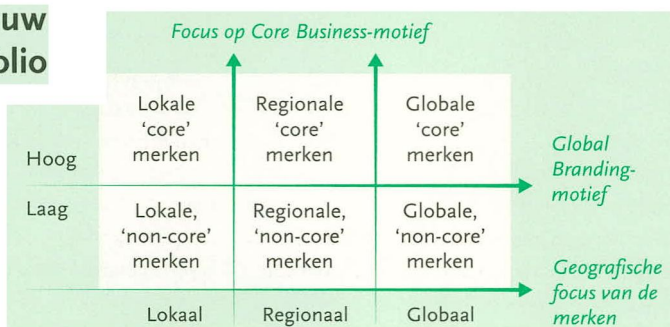 uw
olio
Focus op Core Business-motief
Lokale
'core'
merken
Regionale
'core'
merken
Globale
'core'
merken
Hoog
Global
Branding-
motief
Laag
Lokale,
'non-core'
merken
Regionale,
'non-core'
merken
Globale,
'non-core'
merken
Geografische
focus van de
merken
Lokaal
Regionaal
Globaal